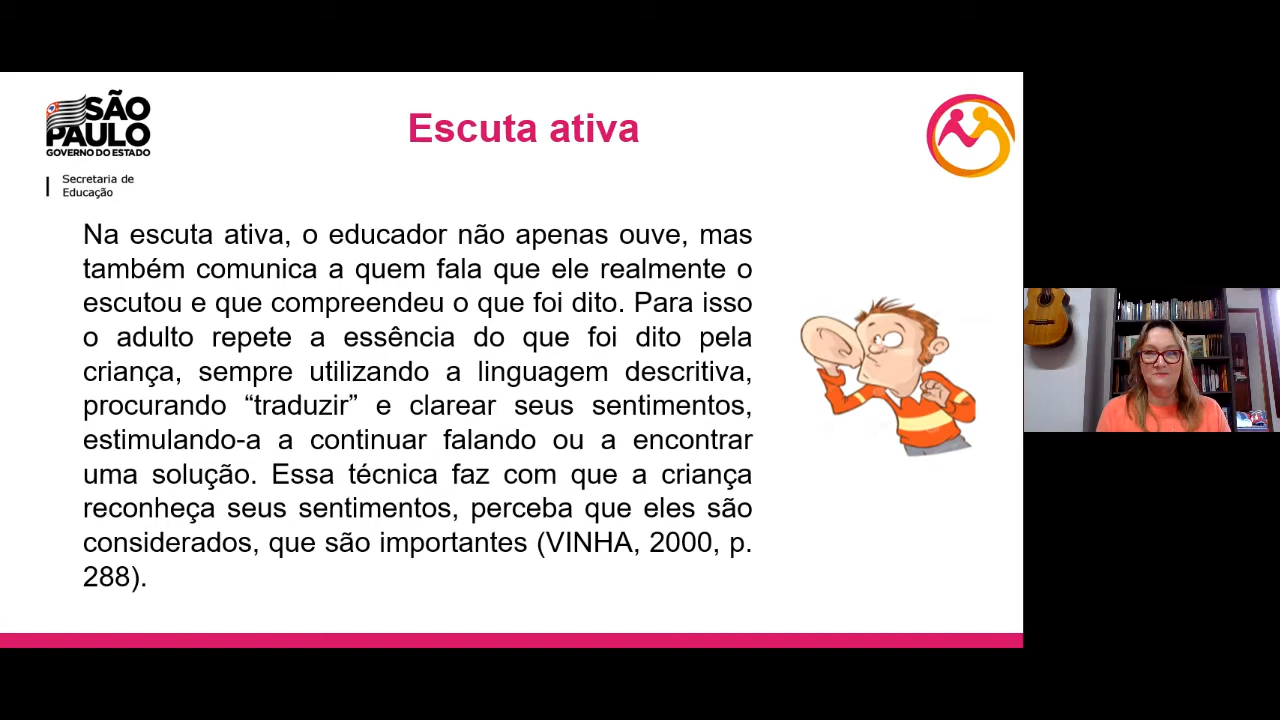 SÃO
PAULO
GOVERNO DO ESTADO
Secretaria de
Educação
Escuta ativa
Na escuta ativa, o educador não apenas ouve, mas
também comunica a quem fala que ele realmente o
escutou e que compreendeu o que foi dito. Para isso
o adulto repete a essência do que foi dito pela
criança, sempre utilizando a linguagem descritiva,
procurando “traduzir” e clarear seus sentimentos,
estimulando-a a continuar falando ou a encontrar
uma solução. Essa técnica faz com que a criança
reconheça seus sentimentos, perceba que eles são
considerados, que são importantes (VINHA, 2000, p.
288).